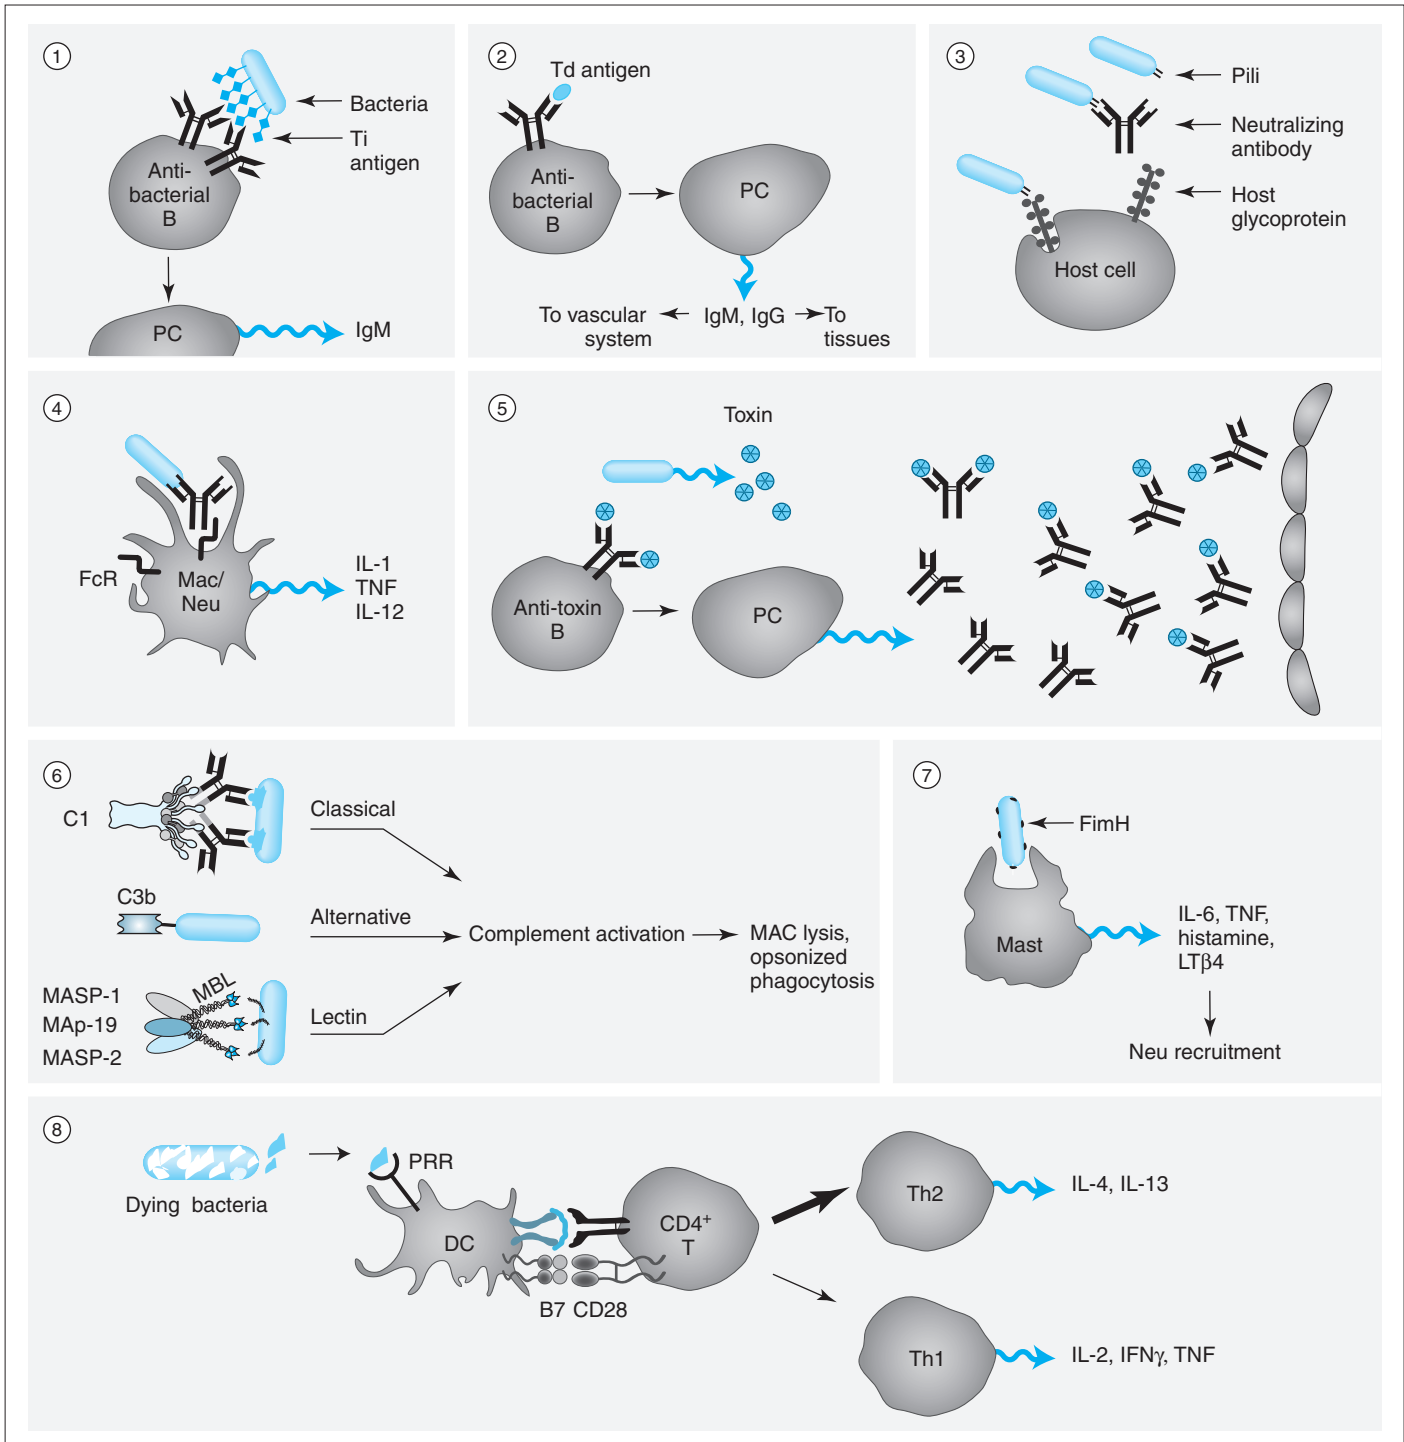 1
Bacteria
Ti
antigen
Anti-
bacterial
B
PC
IgM
2
Td antigen
Anti-
bacterial
B
PC
To vascular
system
IgM, IgG
To
tissues
3
Pili
Neutralizing
antibody
Host
glycoprotein
Host cell
4
FcR
Mac/
Neu
IL-1
TNF
IL-12
5
Toxin
Anti-toxin
B
PC
6
C1
Classical
C3b
Alternative
Complement activation
MAC lysis,
opsonized
phagocytosis
MASP-1
MAp-19
MASP-2
MBL
Lectin
7
FimH
Mast
IL-6, TNF,
histamine,
LTβ4
Neu recruitment
8
Dying bacteria
PRR
DC
B7 CD28
CD4+
T
Th2
IL-4, IL-13
Th1
IL-2, IFNγ, TNF